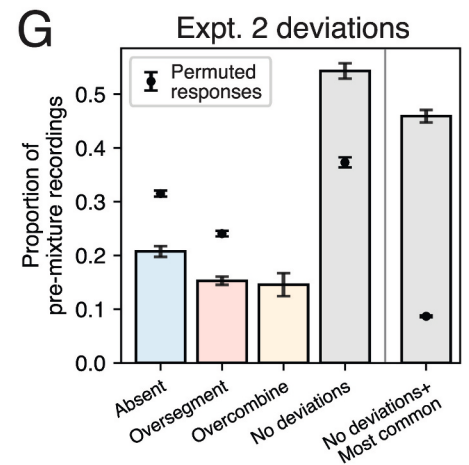 G
Expt. 2 deviations
Permuted
responses
Proportion of
pre-mixture recordings
0.5
0.4
0.3
0.2
0.1
0.0
Absent
Oversegment
Overcombine
No deviations
No deviations+
Most common